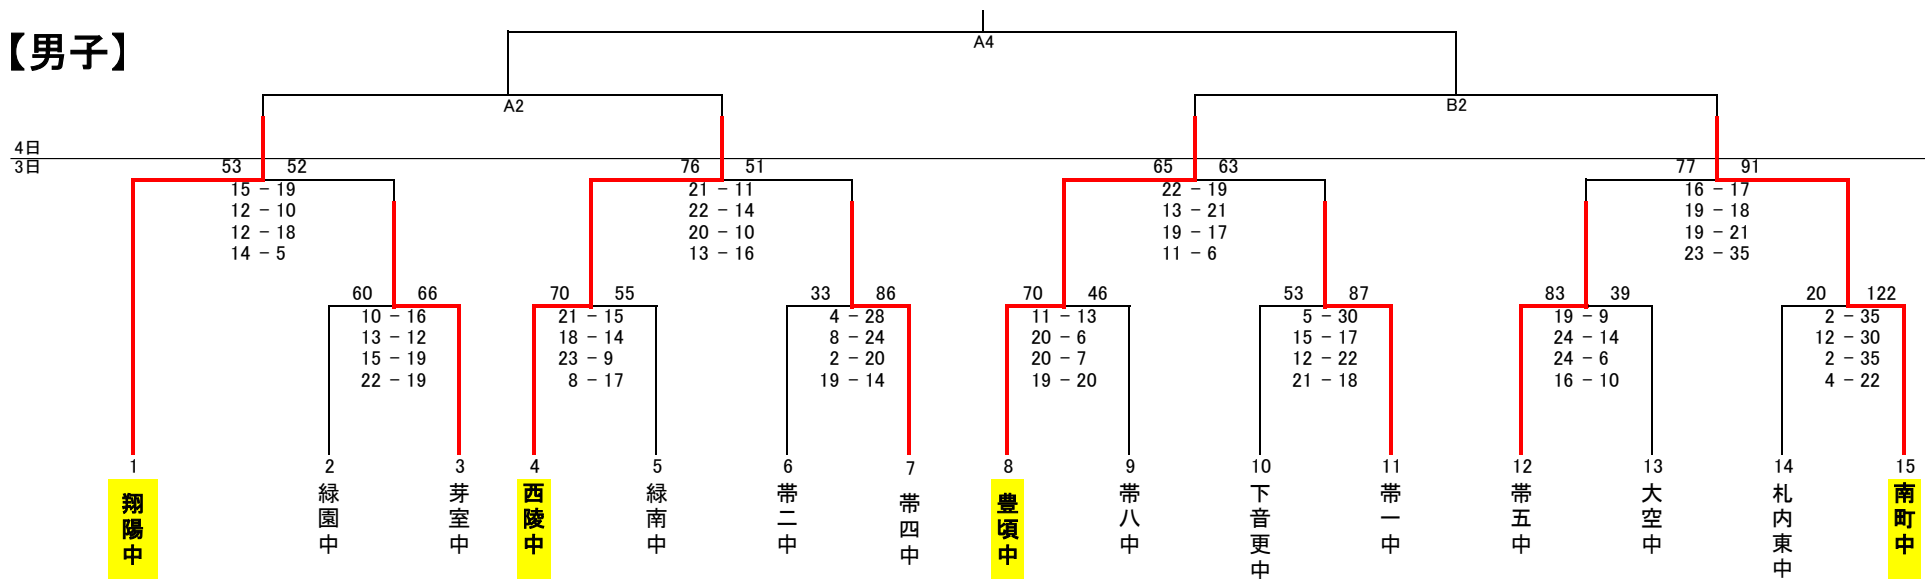 【男子】
A4
A2
B2
4日
3日
53 52
76 51
65 63
77 91
15 － 19
12 － 10
12 － 18
14 － 5
21 － 11
22 － 14
20 － 10
13 － 16
22 － 19
13 － 21
19 － 17
11 － 6
16 － 17
19 － 18
19 － 21
23 － 35
60 66
10 － 16
13 － 12
15 － 19
22 － 19
70 55
21 － 15
18 － 14
23 － 9
8 － 17
33 86
4 － 28
8 － 24
2 － 20
19 － 14
70 46
11 － 13
20 － 6
20 － 7
19 － 20
53 87
5 － 30
15 － 17
12 － 22
21 － 18
83 39
19 － 9
24 － 14
24 － 6
16 － 10
20 122
2 － 35
12 － 30
2 － 35
4 － 22
1
翔陽中
2
緑園中
3
芽室中
4
西陵中
5
緑南中
6
帯二中
7
帯四中
8
豊頃中
9
帯八中
10
下音更中
11
帯一中
12
帯五中
13
大空中
14
札内東中
15
南町中